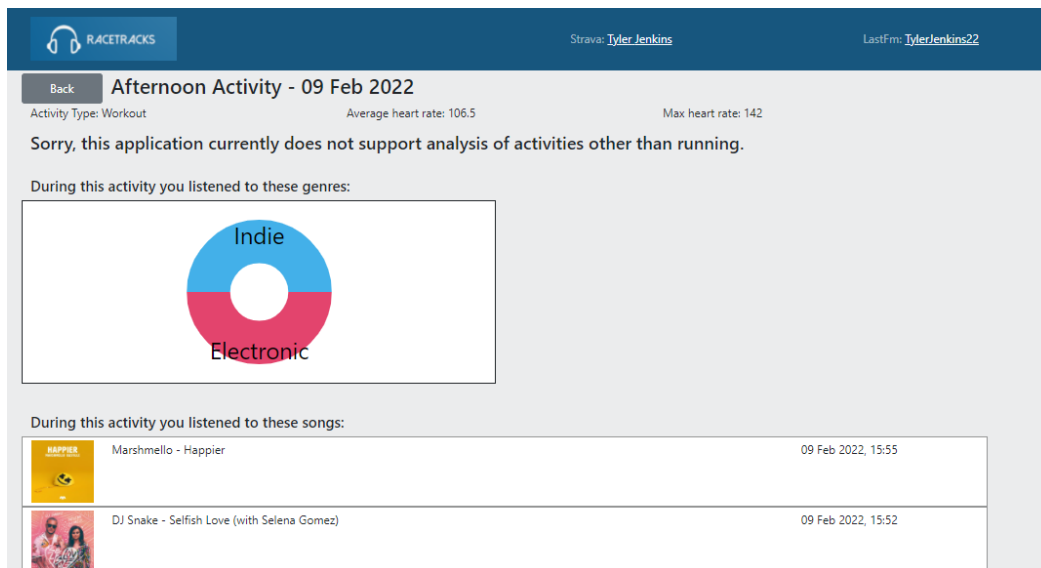 RACETRACKS
Strava: Tyler Jenkins
LastFm: TylerJenkins22
Back
Afternoon Activity - 09 Feb 2022
Activity Type: Workout
Average heart rate: 106.5
Max heart rate: 142
Sorry, this application currently does not support analysis of activities other than running.
During this activity you listened to these genres:
Indie
Electronic
During this activity you listened to these songs:
HAPPIER
Marshmello - Happier
09 Feb 2022, 15:55
DJ Snake - Selfish Love (with Selena Gomez)
09 Feb 2022, 15:52